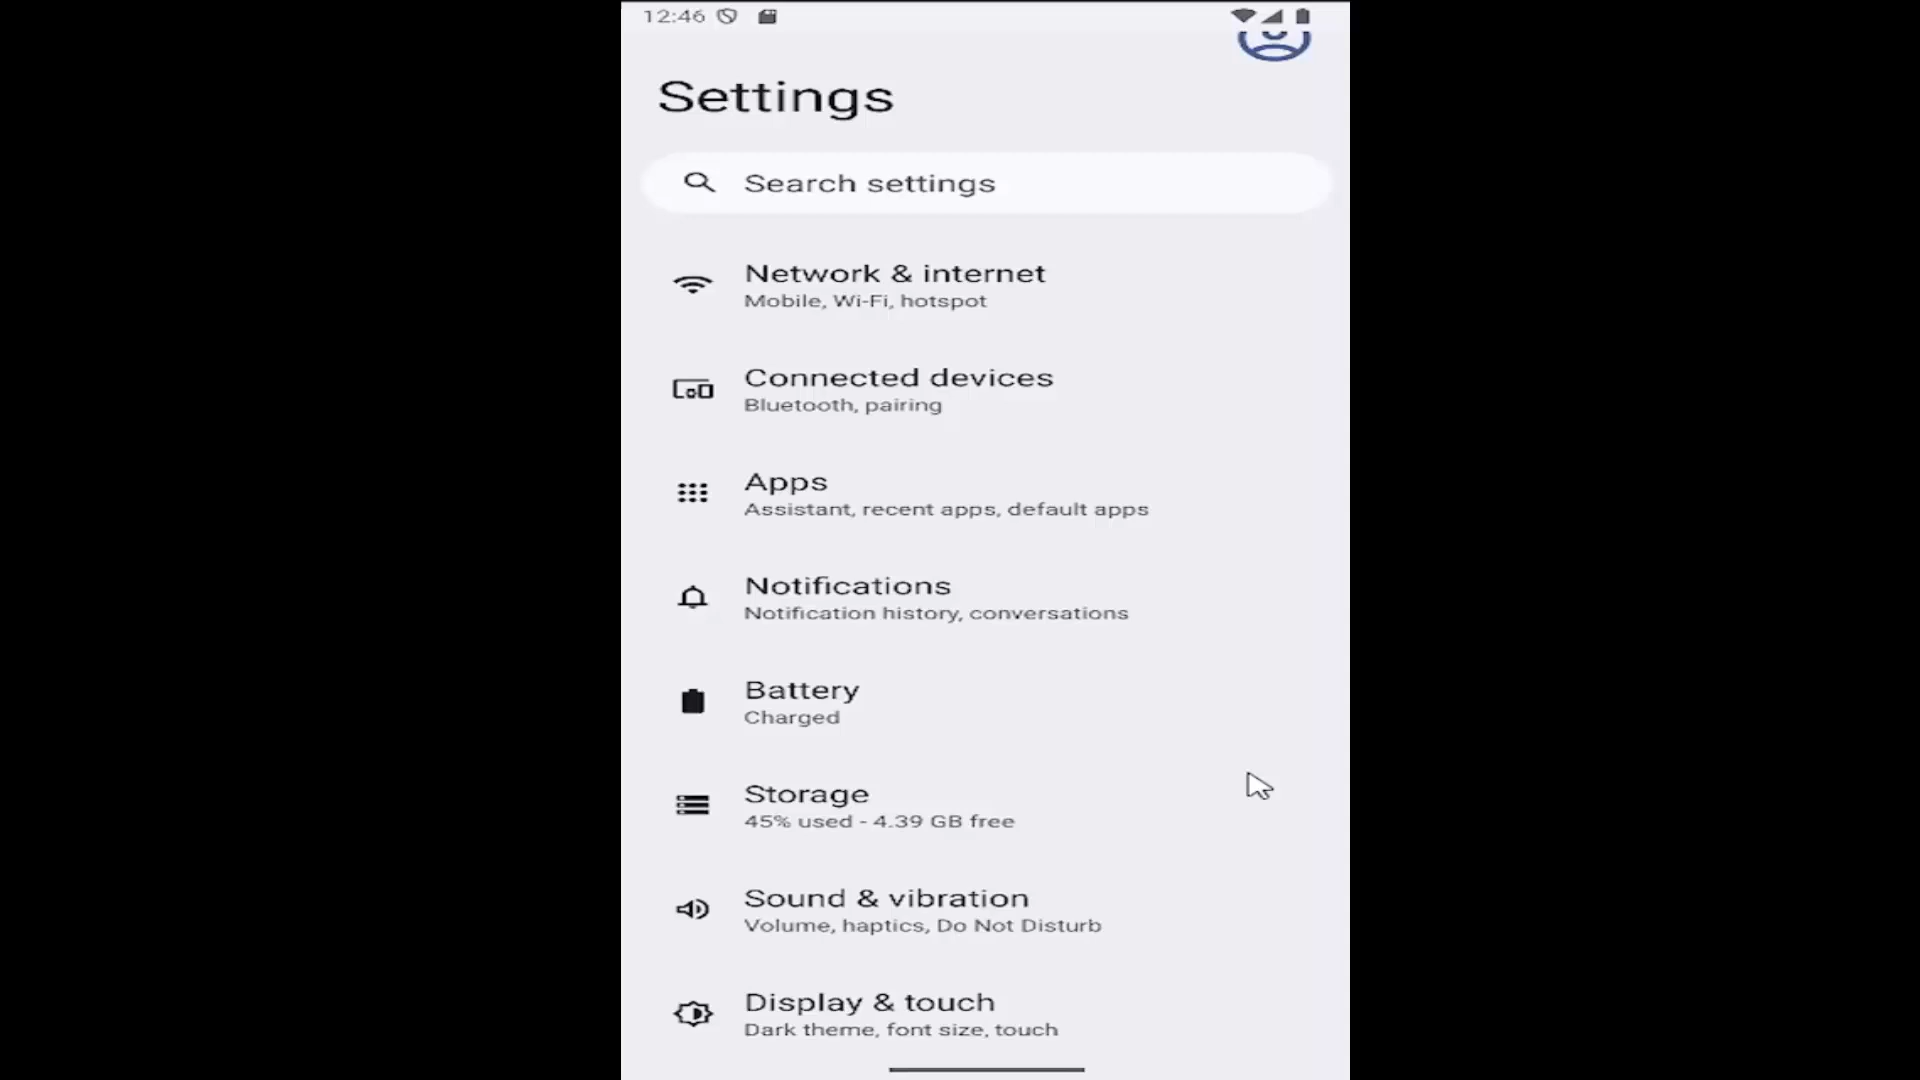 12:46
Settings
Search settings
Network & internet
Mobile, Wi-Fi, hotspot
Connected devices
Bluetooth, pairing
Apps
Assistant, recent apps, default apps
Notifications
Notification history, conversations
Battery
Charged
Storage
45% used - 4.39 GB free
Sound & vibration
Volume, haptics, Do Not Disturb
Display & touch
Dark theme, font size, touch